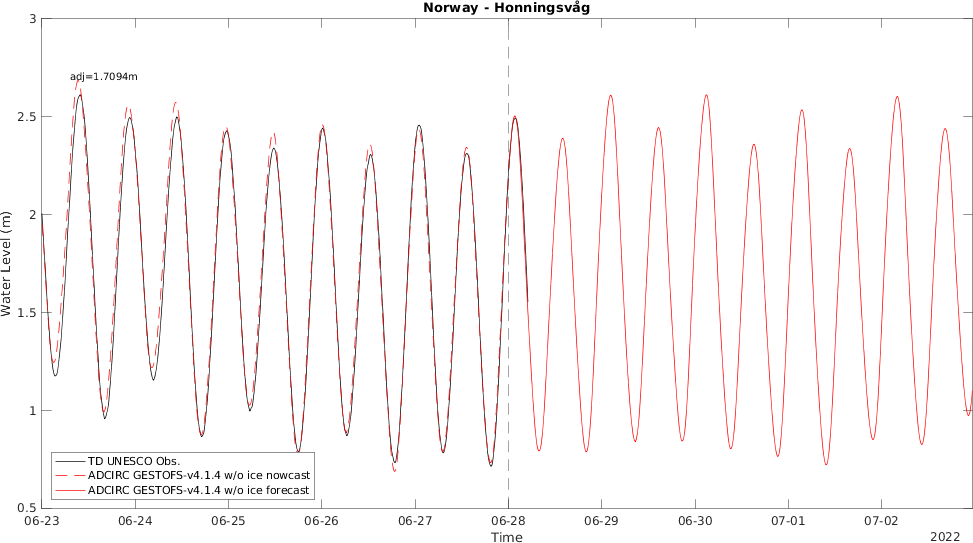 Norway - Honningsvåg
3
adj=1.7094m
2.5
2
Water Level (m)
1.5
1
TD UNESCO Obs.
ADCIRC GESTOFS-v4.1.4 w/o ice nowcast
ADCIRC GESTOFS-v4.1.4 w/o ice forecast
0.5
06-23 06-24 06-25 06-26 06-27 06-28 06-29 06-30 07-01 07-02
Time
2022